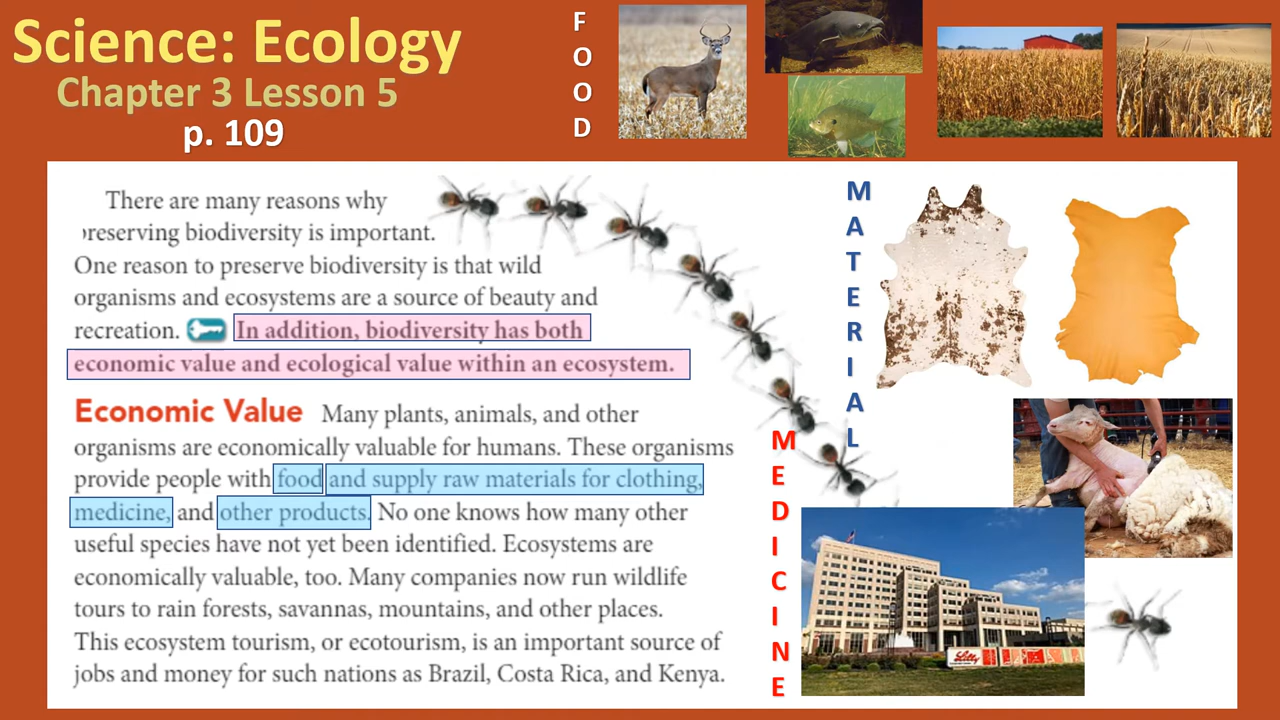 Science: Ecology
Chapter 3 Lesson 5
p. 109
FOOD
There are many reasons why
preserving biodiversity is important.
One reason to preserve biodiversity is that wild
organisms and ecosystems are a source of beauty and
recreation. In addition, biodiversity has both
economic value and ecological value within an ecosystem.
Economic Value Many plants, animals, and other
organisms are economically valuable for humans. These organisms
provide people with food and supply raw materials for clothing,
medicine, and other products. No one knows how many other
useful species have not yet been identified. Ecosystems are
economically valuable, too. Many companies now run wildlife
tours to rain forests, savannas, mountains, and other places.
This ecosystem tourism, or ecotourism, is an important source of
jobs and money for such nations as Brazil, Costa Rica, and Kenya.
MATERIAL
MEDICINE
Lilly